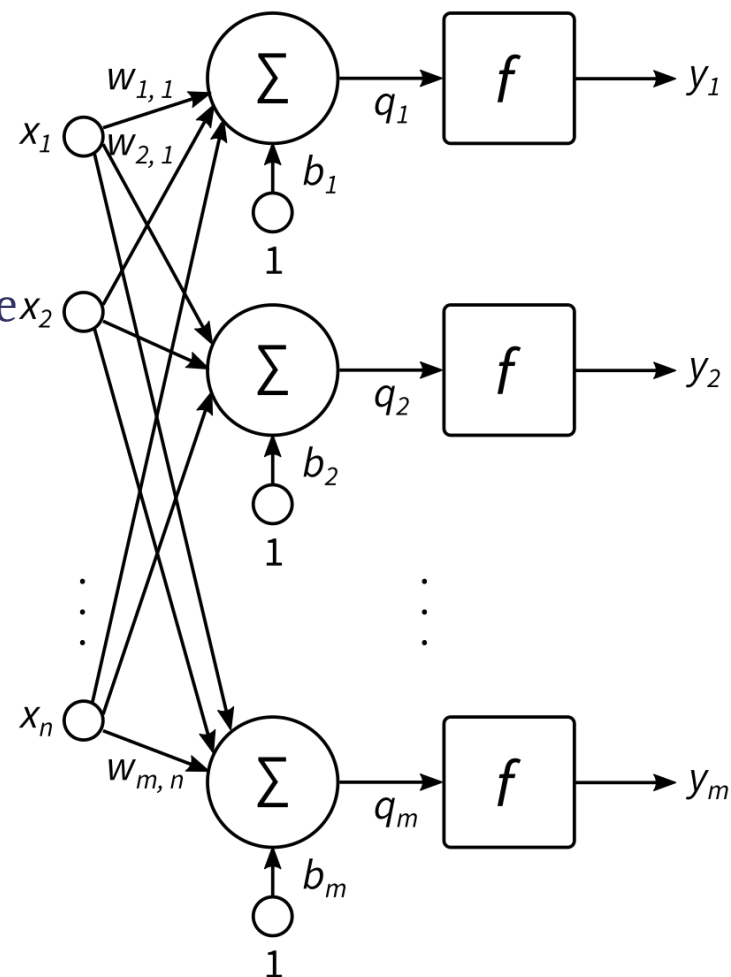 w1, 1
Σ
q1
f
y1
x1
w2, 1
b1
1
ex2
Σ
q2
f
y2
b2
1
xn
wm, n
Σ
qm
f
ym
bm
1